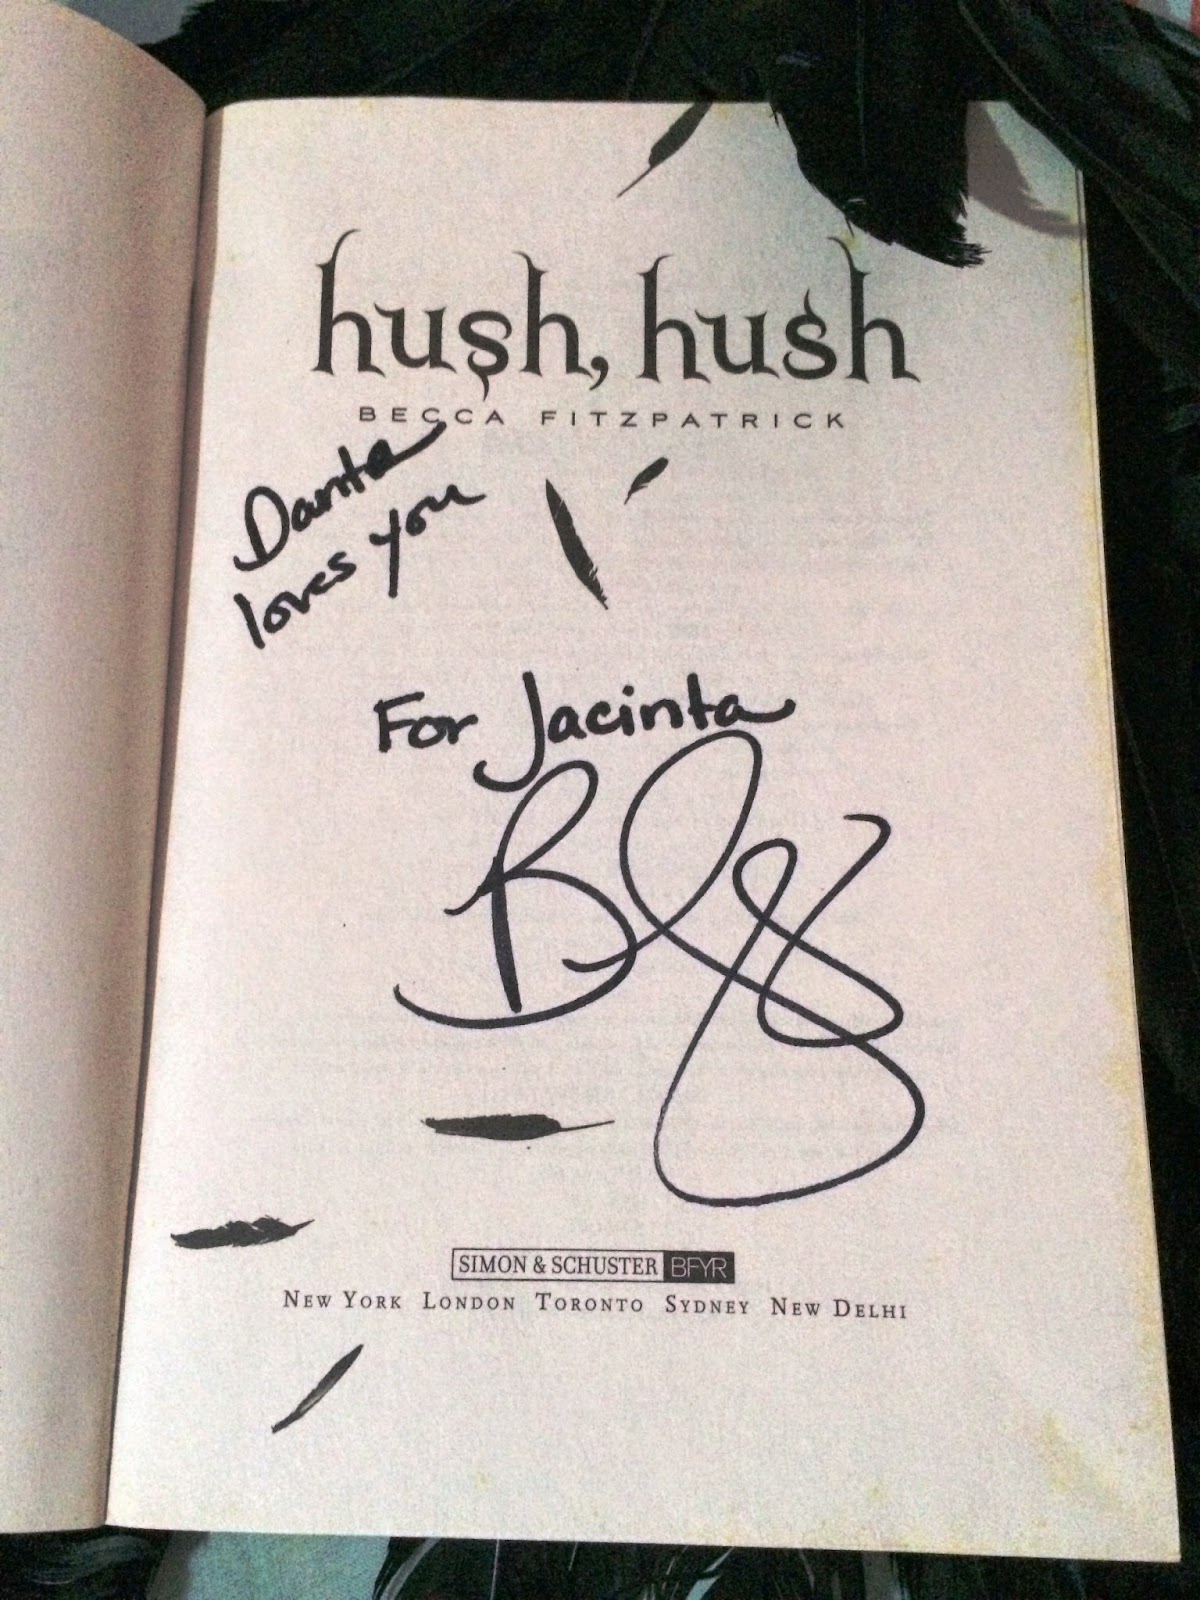 hush, hush
BECCA FITZPATRICK
Dante
loves you
For Jacinta
SIMON & SCHUSTER BFYR
NEW YORK LONDON TORONTO SYDNEY NEW DELHI